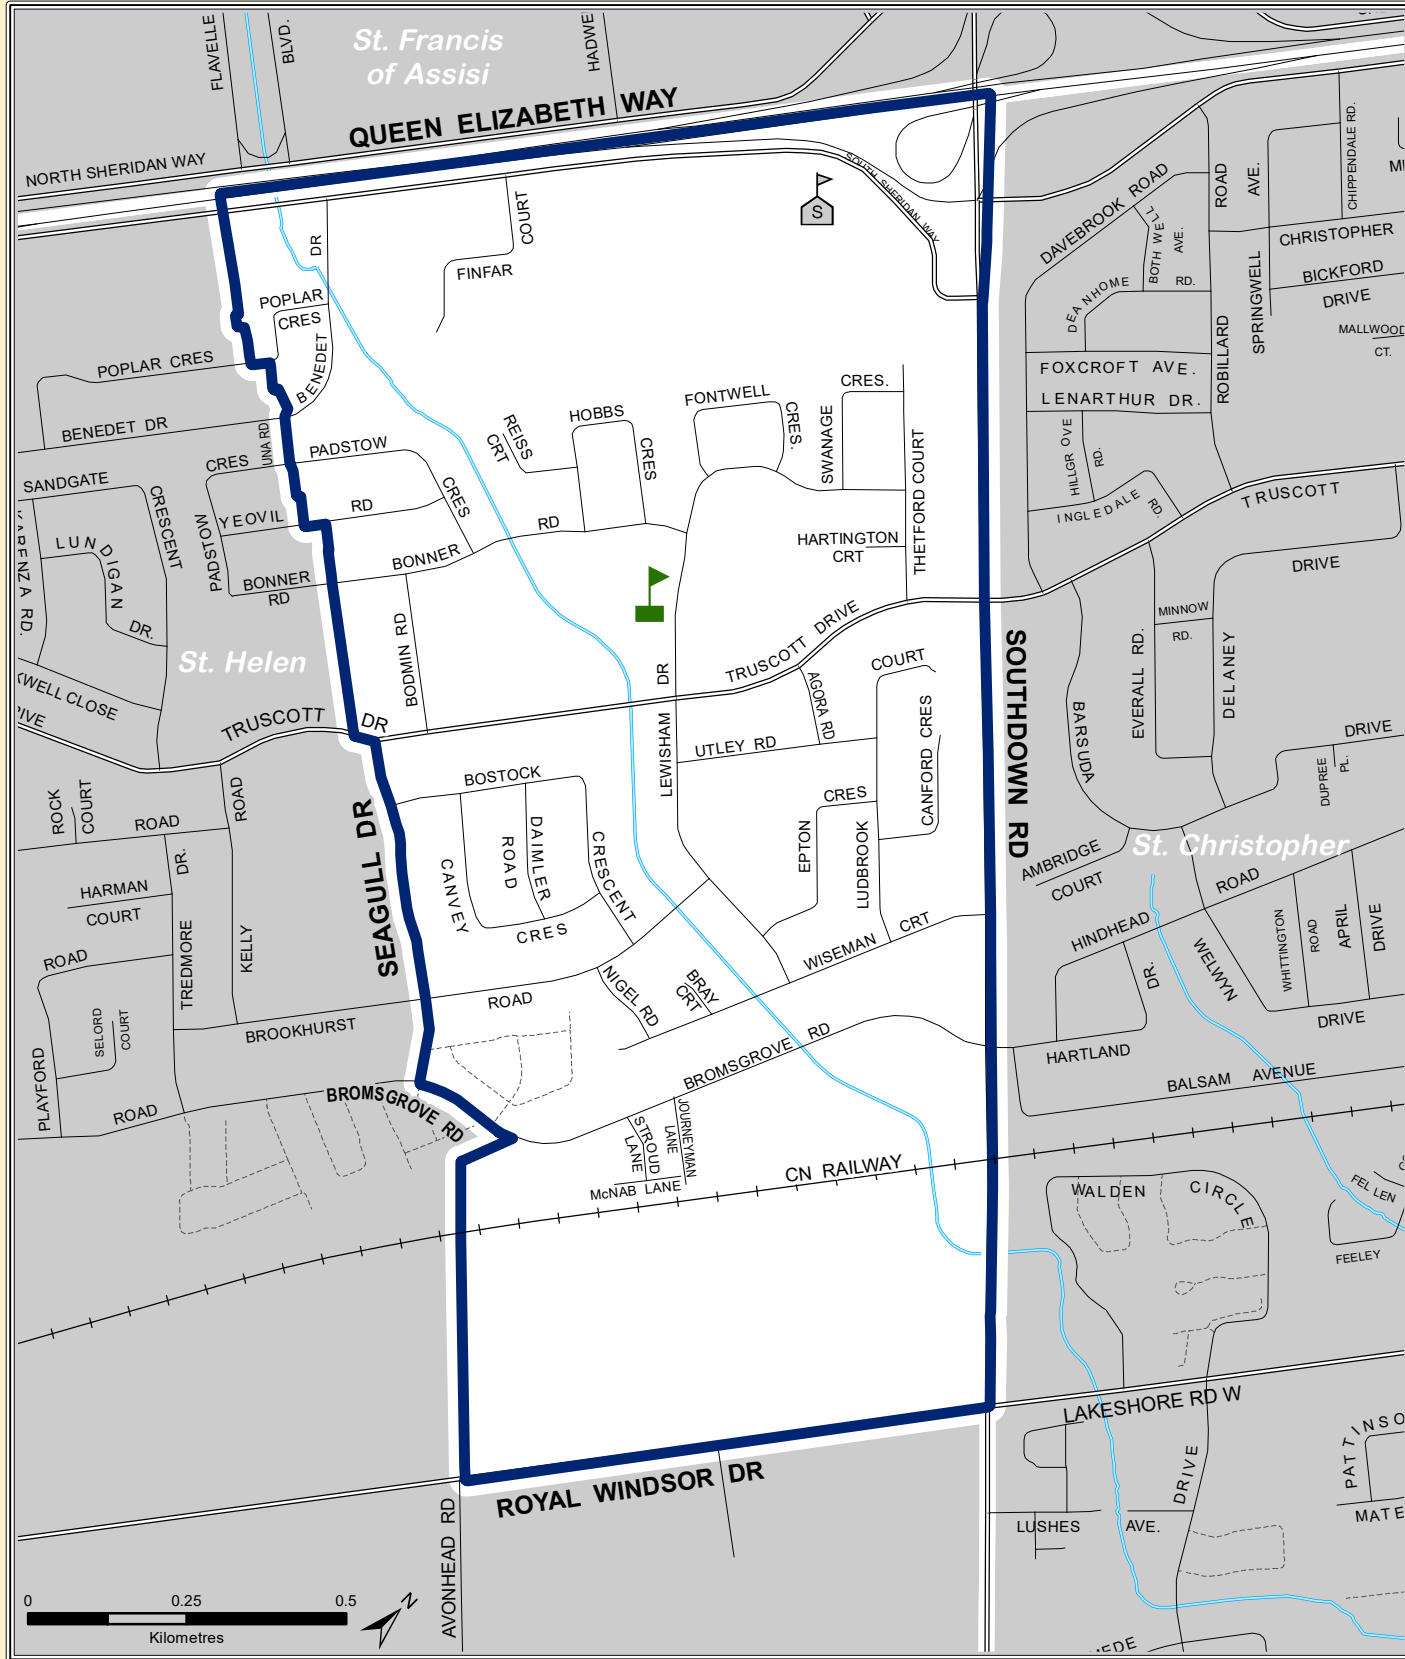 FLAVELLE
BLVD.
St. Francis
of Assisi
HADWE
QUEEN ELIZABETH WAY
NORTH SHERIDAN WAY
SOUTH SHERIDAN WAY
S
COURT
FINFAR
DR
POPLAR
CRES
BENEDET
POPLAR CRES
BENEDET DR
UNA RD
DAVEBROOK ROAD
BOTHWELL
AVE.
DEANHOME
RD.
ROAD
ROBILLARD
AVE.
SPRINGWELL
CHIPPENDALE RD.
CHRISTOPHER
BICKFORD
DRIVE
MALLWOOD
CT.
FOXCROFT AVE.
LENARTHUR DR.
HILLGROVE
RD.
INGLEDALE
RD.
TRUSCOTT
DRIVE
SANDGATE
CRESCENT
KARENZA RD.
LUNDIGAN
DR.
CRES
PADSTOW
PADSTOW
CRES
YEOVIL
RD
BONNER
RD
BONNER
RD
REISS
CRT
HOBBS
CRES
FONTWELL
CRES.
SWANAGE
CRES.
THETFORD COURT
HARTINGTON
CRT
St. Helen
KWELL CLOSE
TRUSCOTT
DR
BODMIN RD
TRUSCOTT DRIVE
LEWISHAM
DR
AGORA RD
COURT
CANFORD CRES
UTLEY RD
SOUTHDOWN RD
MINNOW
RD.
EVERALL RD.
DELANEY
BARSUDA
DRIVE
DUPREE
PL.
ROCK
COURT
ROAD
ROAD
DR.
HARMAN
COURT
TREDMORE
KELLY
ROAD
SELORD
COURT
PLAYFORD
ROAD
BROOKHURST
ROAD
SEAGULL DR
BOSTOCK
CANVEY
ROAD
DAIMLER
CRESCENT
CRES
EPTON
CRES
LUDBROOK
WISEMAN CRT
NIGEL RD
BRAY
CRT
BROMSGROVE RD
BROMSGROVE RD
STROUD
LANE
JOURNEYMAN
LANE
McNAB LANE
CN RAILWAY
St. Christopher
AMBRIDGE
COURT
HINDHEAD
ROAD
WHITTINGTON
ROAD
APRIL
DRIVE
WELWYN
DRIVE
DR.
HARTLAND
BALSAM AVENUE
WALDEN CIRCLE
FELLEN
FEELEY
LAKESHORE RD W
ROYAL WINDSOR DR
AVONHEAD RD
LUSHES
AVE.
DRIVE
PATTINSO
MATE
MEDE
0
0.25
0.5
Kilometres
N